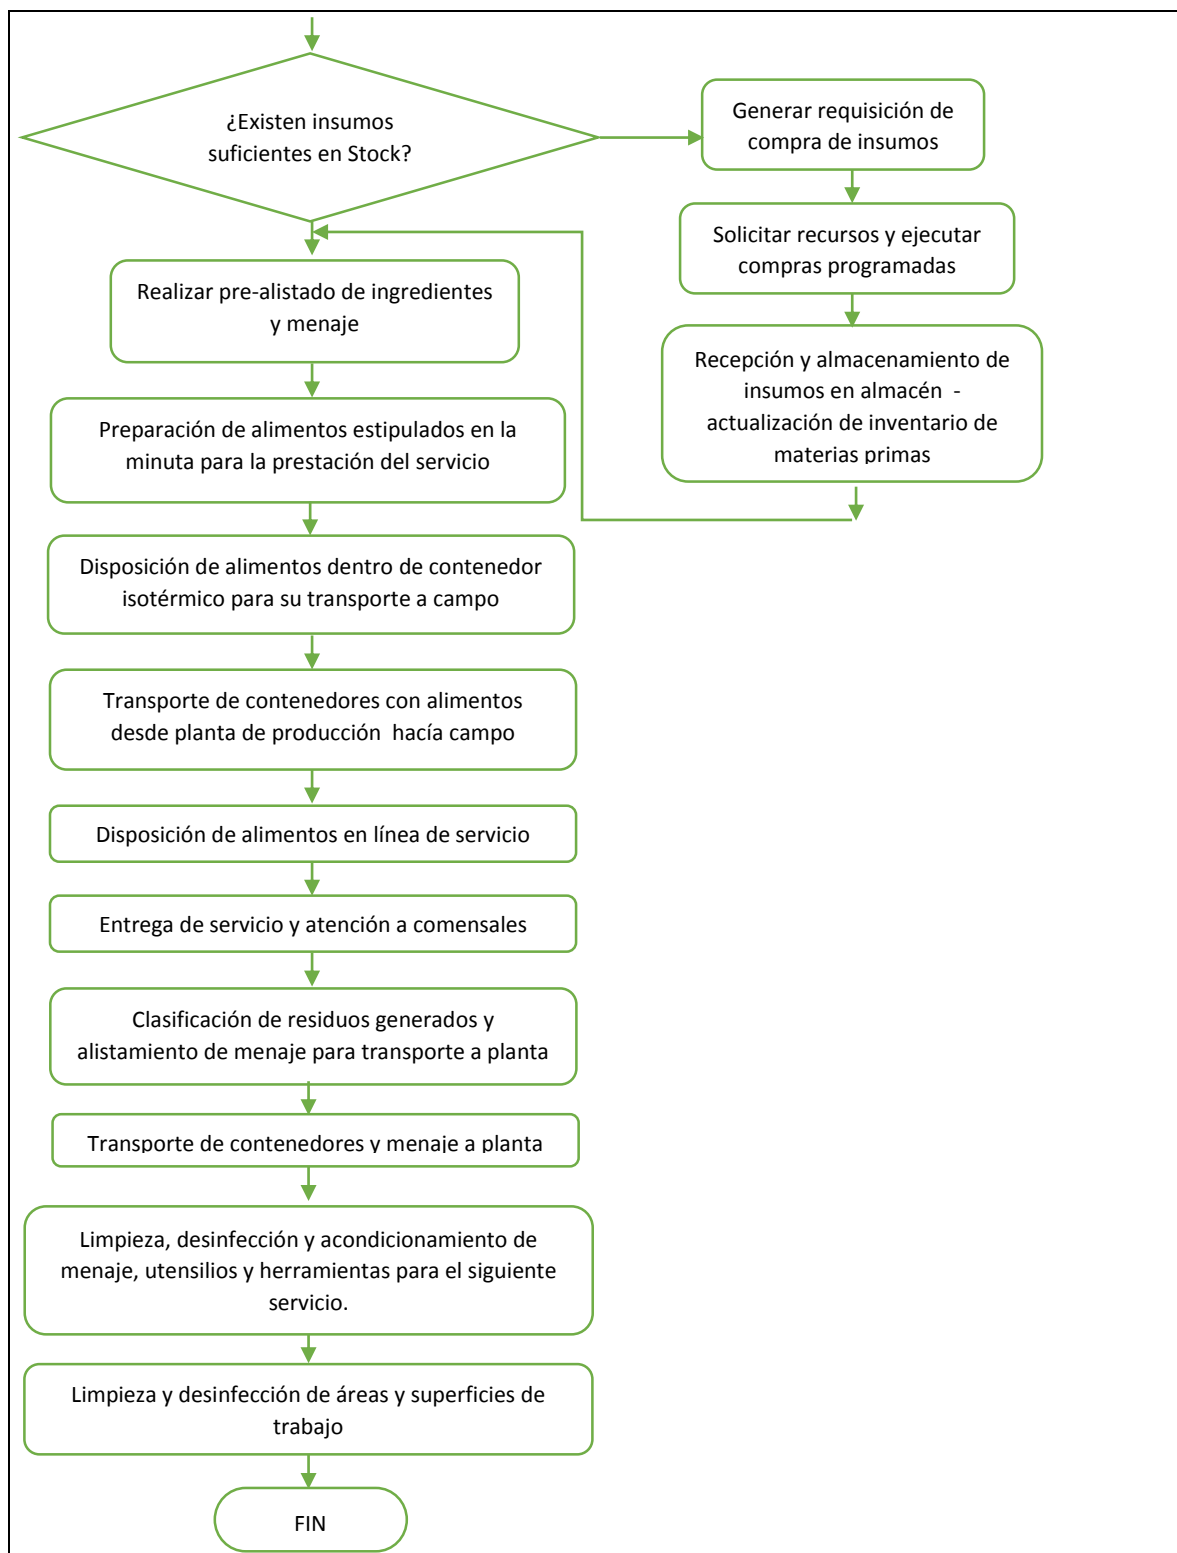 ¿Existen insumos
suficientes en Stock?
Generar requisición de
compra de insumos
Solicitar recursos y ejecutar
compras programadas
Recepción y almacenamiento de
insumos en almacén  -
actualización de inventario de
materias primas
Realizar pre-alistado de ingredientes
y menaje
Preparación de alimentos estipulados en la
minuta para la prestación del servicio
Disposición de alimentos dentro de contenedor
isotérmico para su transporte a campo
Transporte de contenedores con alimentos
desde planta de producción  hacía campo
Disposición de alimentos en línea de servicio
Entrega de servicio y atención a comensales
Clasificación de residuos generados y
alistamiento de menaje para transporte a planta
Transporte de contenedores y menaje a planta
Limpieza, desinfección y acondicionamiento de
menaje, utensilios y herramientas para el siguiente
servicio.
Limpieza y desinfección de áreas y superficies de
trabajo
FIN